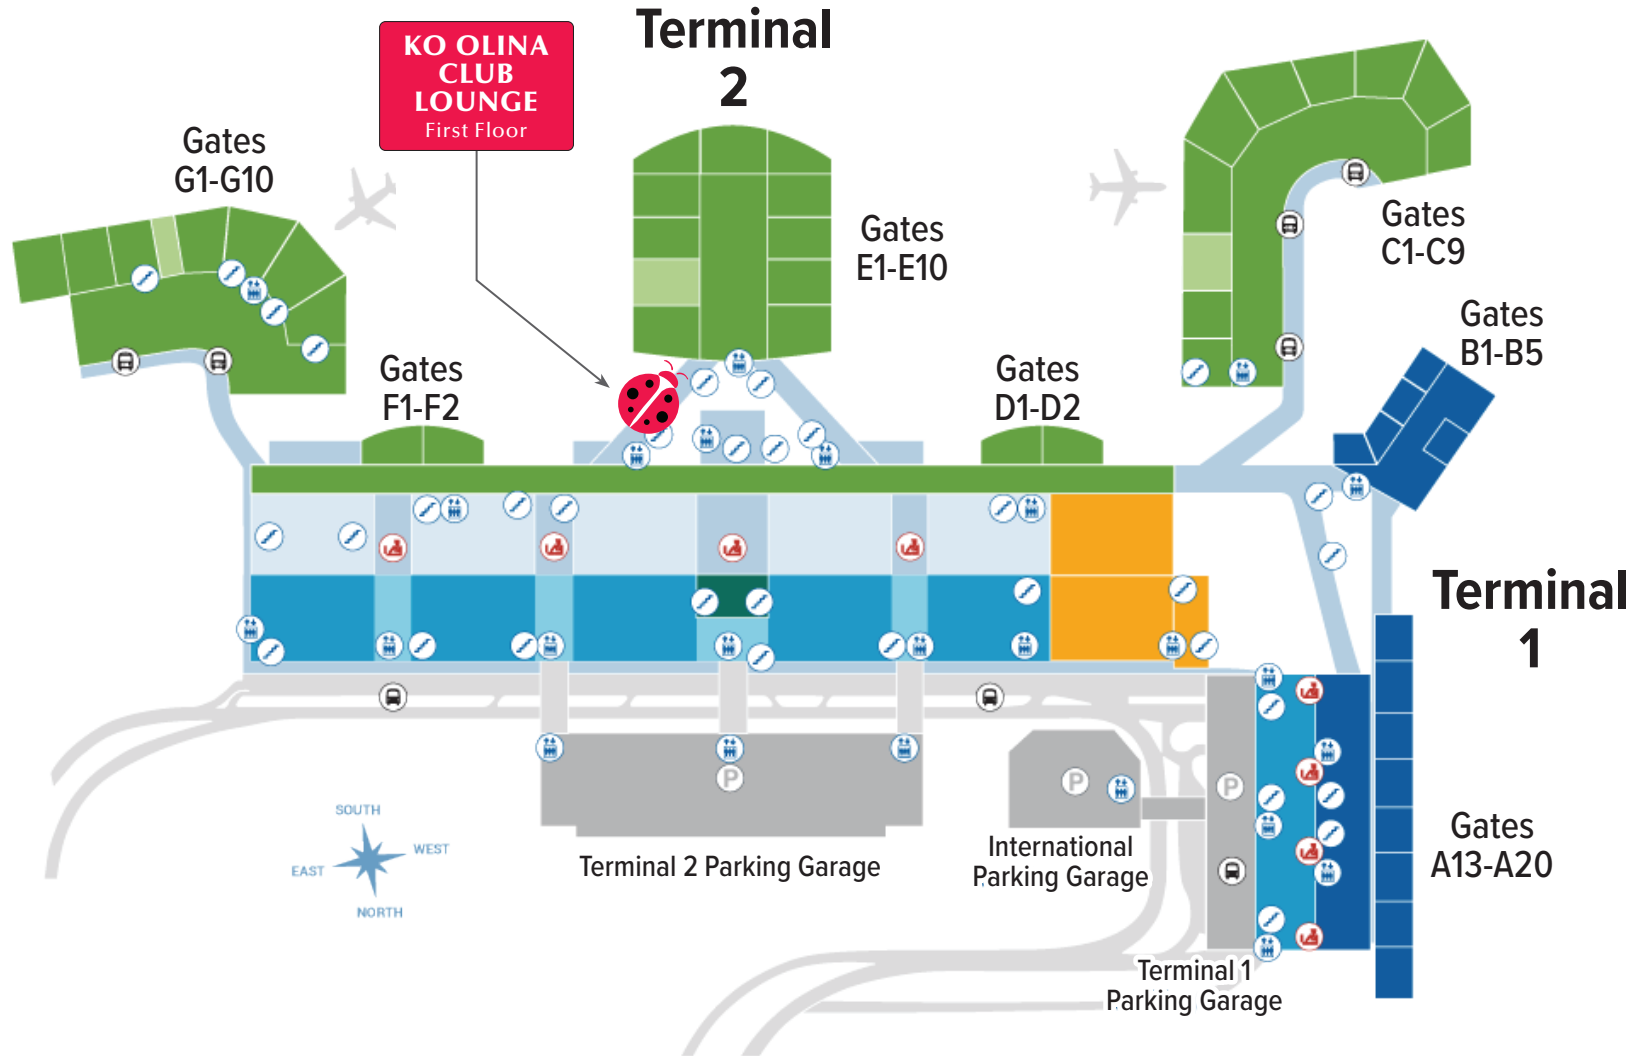 Terminal
2
KO OLINA
CLUB
LOUNGE
First Floor
Gates
G1-G10
Gates
E1-E10
Gates
C1-C9
Gates
B1-B5
Gates
F1-F2
Gates
D1-D2
Terminal
1
P
P
P
SOUTH
WEST
EAST
NORTH
Terminal 2 Parking Garage
International
Parking Garage
Gates
A13-A20
Terminal 1
Parking Garage